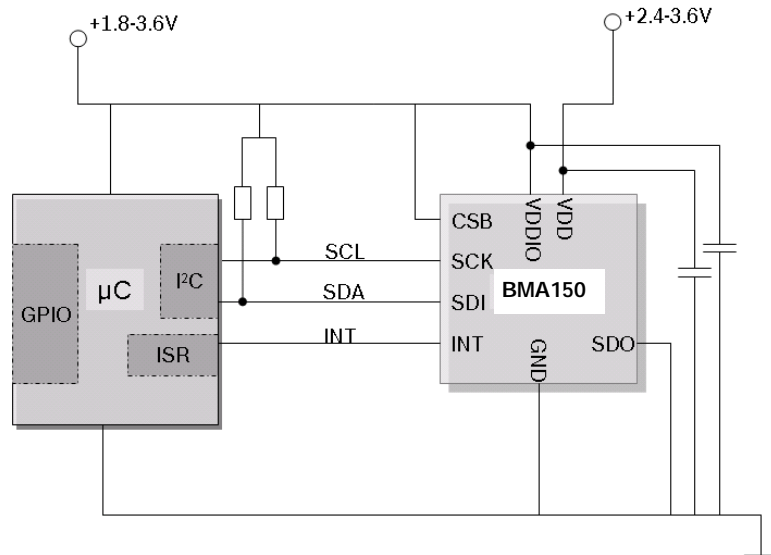 +1.8-3.6V
+2.4-3.6V
CSB
VDDIO
VDD
SCL
SCK
I²C
µC
BMA150
SDA
SDI
GPIO
INT
INT
GND
SDO
ISR